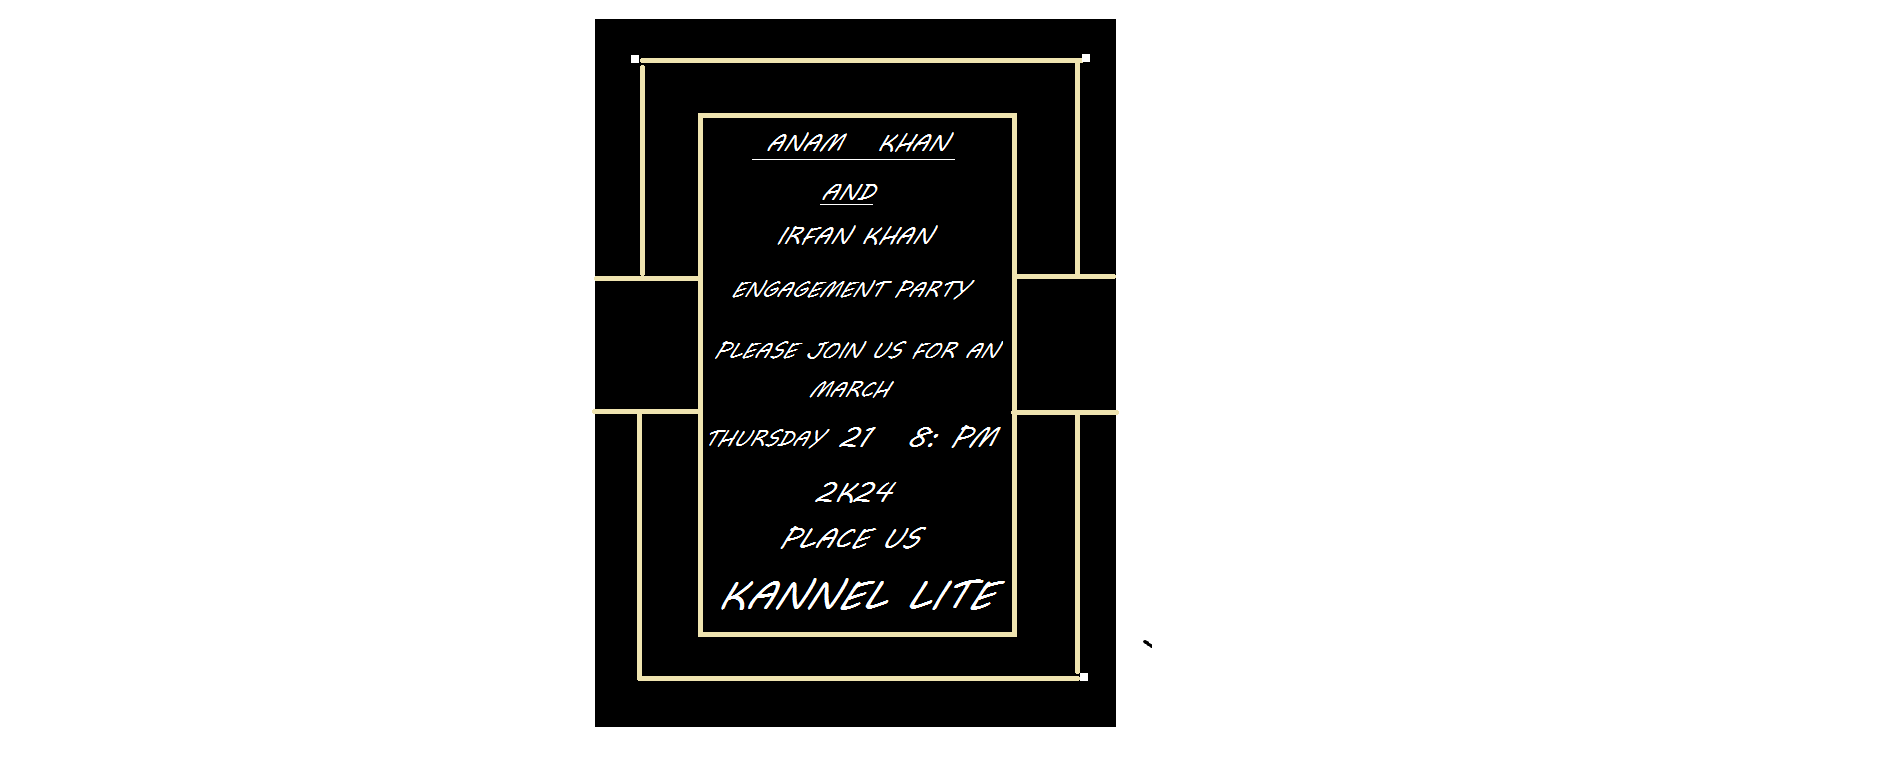 ANAM KHAN
AND
IRFAN KHAN
ENGAGEMENT PARTY
PLEASE JOIN US FOR AN
MARCH
THURSDAY 21 8: PM
2K24
PLACE US
KANNEL LITE